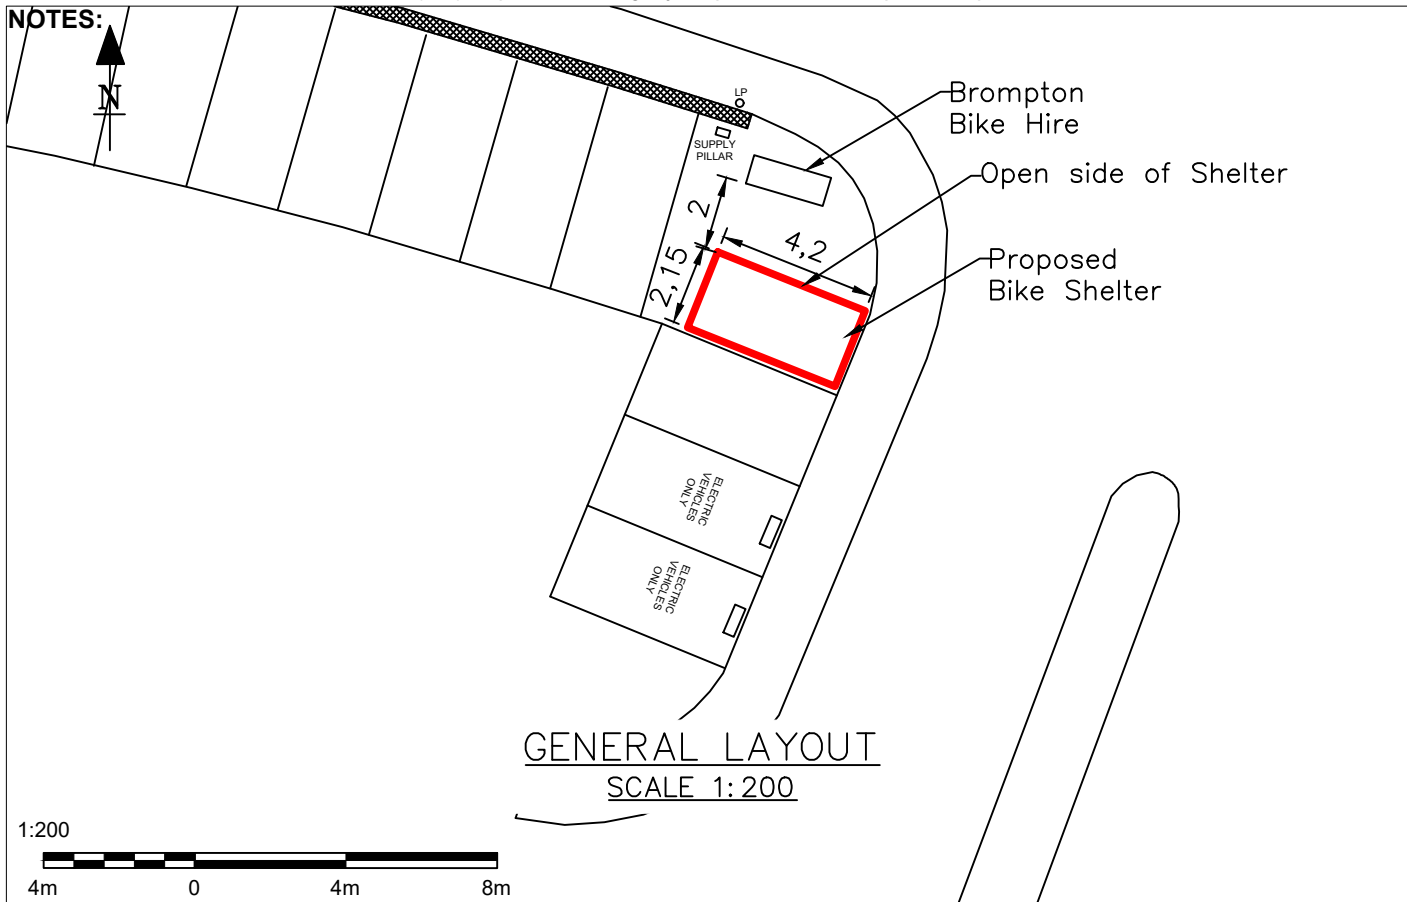 NOTES:
N
LP
SUPPLY
PILLAR
Brompton
Bike Hire
Open side of Shelter
2
4,2
2,15
Proposed
Bike Shelter
ELECTRIC
VEHICLES
ONLY
ELECTRIC
VEHICLES
ONLY
GENERAL LAYOUT
SCALE 1:200
1:200
4m 0 4m 8m